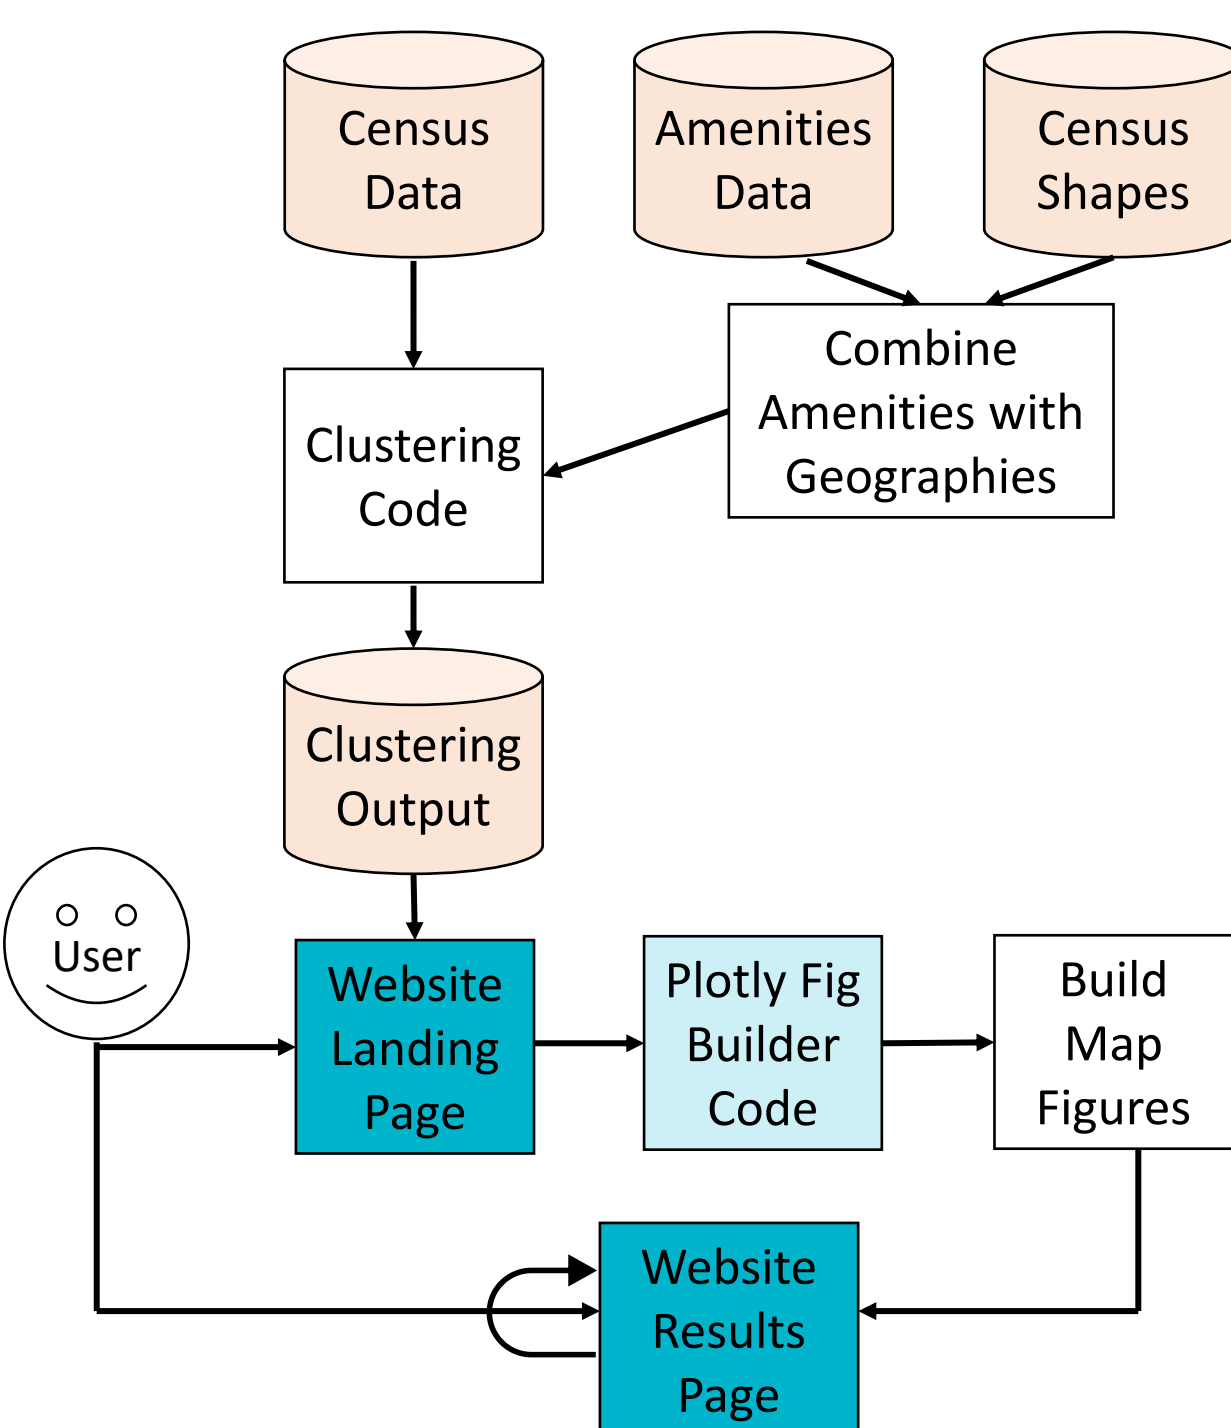 Census
Data
Amenities
Data
Census
Shapes
Combine
Amenities with
Geographies
Clustering
Code
Clustering
Output
User
Website
Landing
Page
Plotly Fig
Builder
Code
Build
Map
Figures
Website
Results
Page